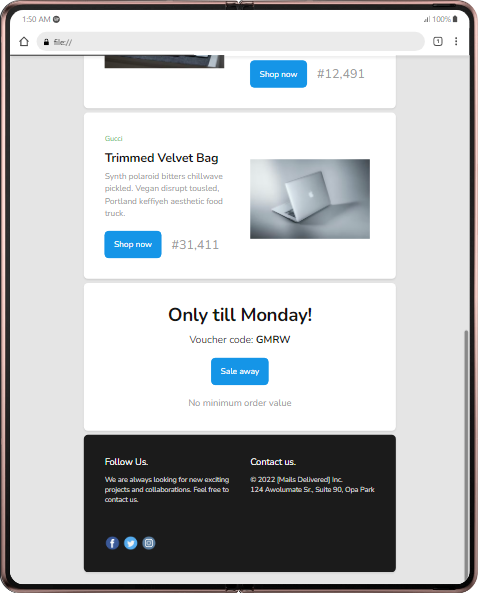 1:50 AM
100%
file://
1
Shop now
#12,491
Gucci
Trimmed Velvet Bag
Synth polaroid bitters chillwave
pickled. Vegan disrupt tousled,
Portland keffiyeh aesthetic food
truck.
Shop now
#31,411
Only till Monday!
Voucher code: GMRW
Sale away
No minimum order value
Follow Us.
We are always looking for new exciting
projects and collaborations. Feel free to
contact us.
Contact us.
© 2022 [Mails Delivered] Inc.
124 Awolumate Sr., Suite 90, Opa Park